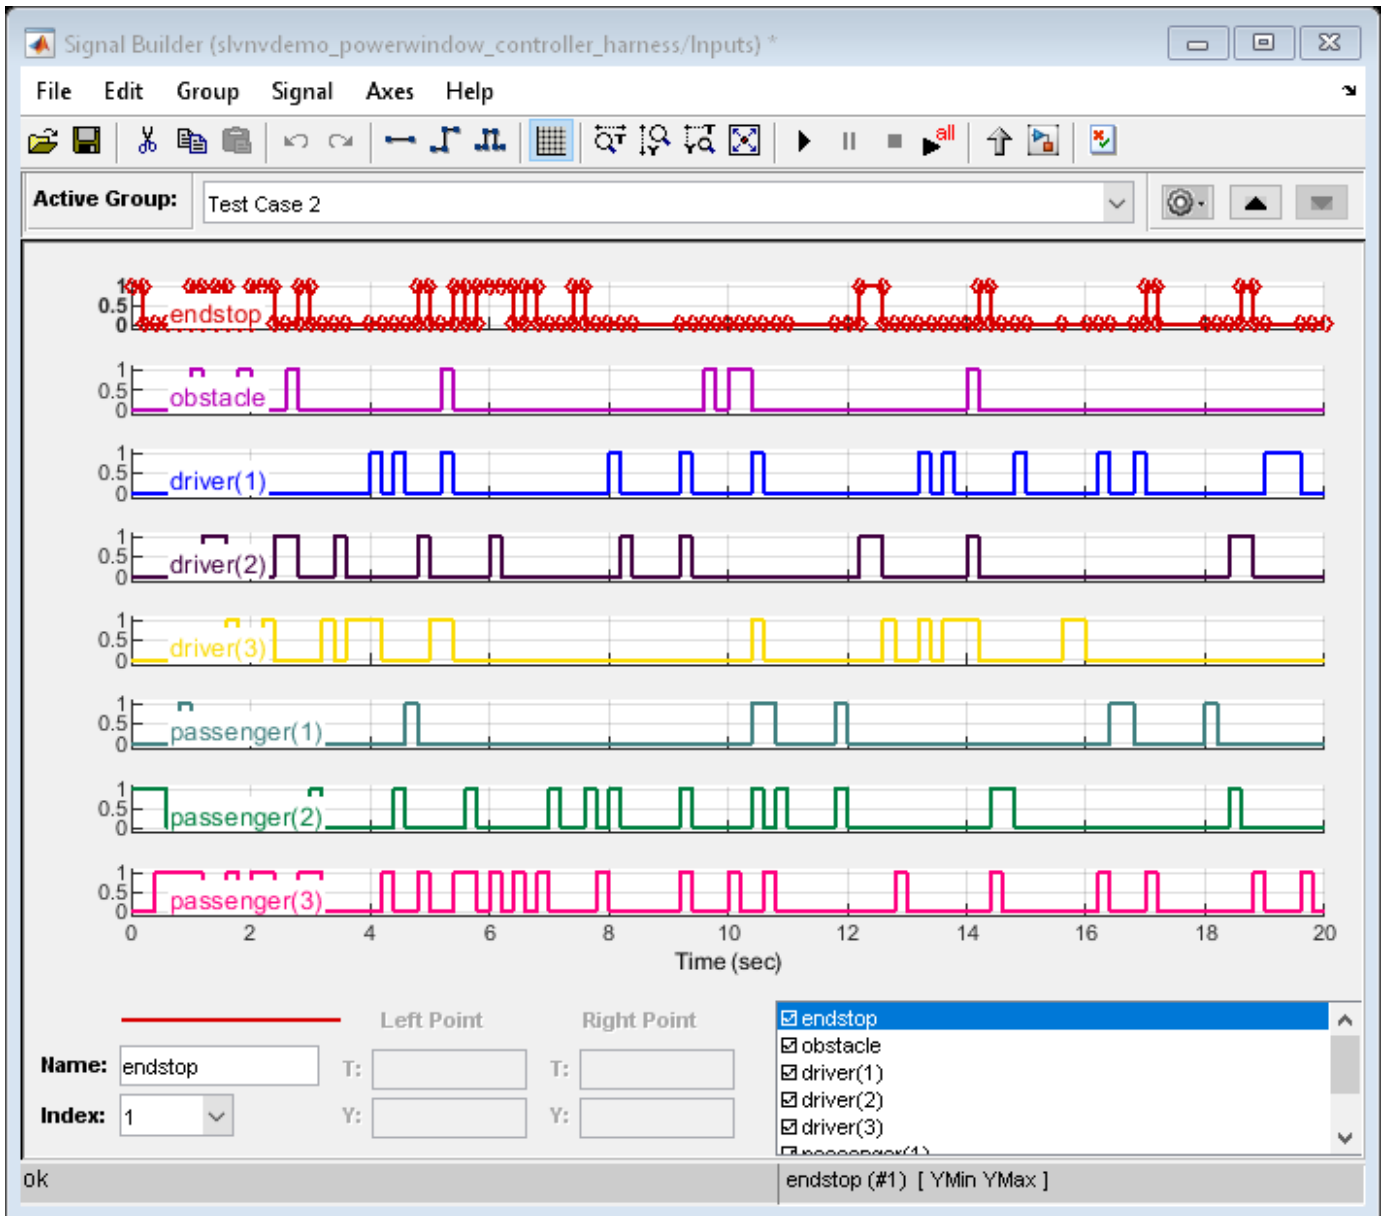 Signal Builder (slvnvdemo_powerwindow_controller_harness/Inputs) *
File Edit Group Signal Axes Help
all
Active Group: Test Case 2
1
0.5
0
endstop
1
0.5
0
obstacle
1
0.5
0
driver(1)
1
0.5
0
driver(2)
1
0.5
0
driver(3)
1
0.5
0
passenger(1)
1
0.5
0
passenger(2)
1
0.5
0
passenger(3)
0 2 4 6 8 10 12 14 16 18 20
Time (sec)
Left Point Right Point
Name: endstop T: T:
Index: 1 Y: Y:
endstop
obstacle
driver(1)
driver(2)
driver(3)
passenger(1)
ok
endstop (#1) [ YMin YMax ]